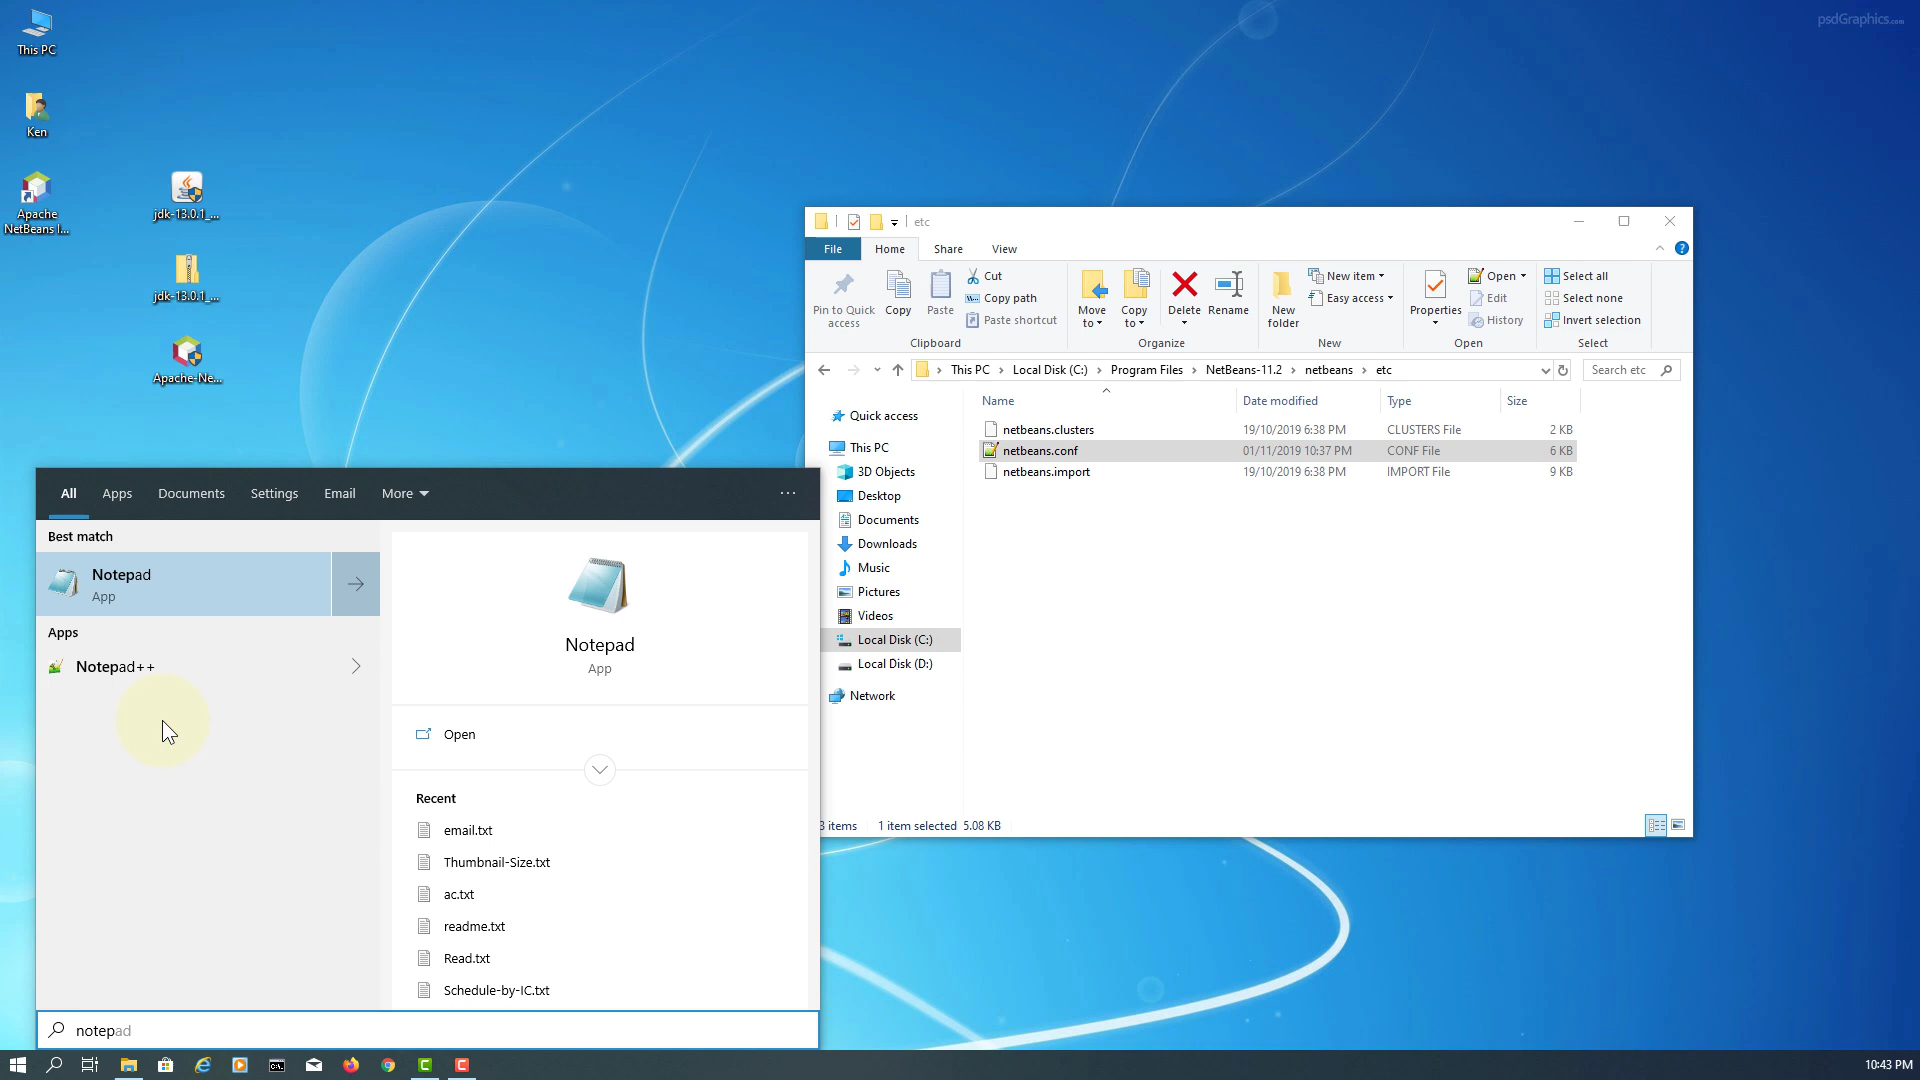 psdGraphics.com
This PC
Ken
Apache
NetBeans I...
jdk-13.0.1_...
jdk-13.0.1_...
Apache-Ne...
etc
File
Home
Share
View
Pin to Quick
access
Copy
Paste
Cut
Copy path
Paste shortcut
Clipboard
Move
to
Copy
to
Delete
Rename
Organize
New
folder
New item
Easy access
New
Properties
Open
Edit
History
Open
Select all
Select none
Invert selection
Select
This PC
Local Disk (C:)
Program Files
NetBeans-11.2
netbeans
etc
Search etc
Name
Date modified
Type
Size
netbeans.clusters 19/10/2019 6:38 PM CLUSTERS File 2 KB
netbeans.conf 01/11/2019 10:37 PM CONF File 6 KB
netbeans.import 19/10/2019 6:38 PM IMPORT File 9 KB
Quick access
This PC
3D Objects
Desktop
Documents
Downloads
Music
Pictures
Videos
Local Disk (C:)
Local Disk (D:)
Network
3 items
1 item selected 5.08 KB
All
Apps
Documents
Settings
Email
More
Best match
Notepad
App
Apps
Notepad++
Notepad
App
Open
Recent
email.txt
Thumbnail-Size.txt
ac.txt
readme.txt
Read.txt
Schedule-by-IC.txt
notepad
10:43 PM